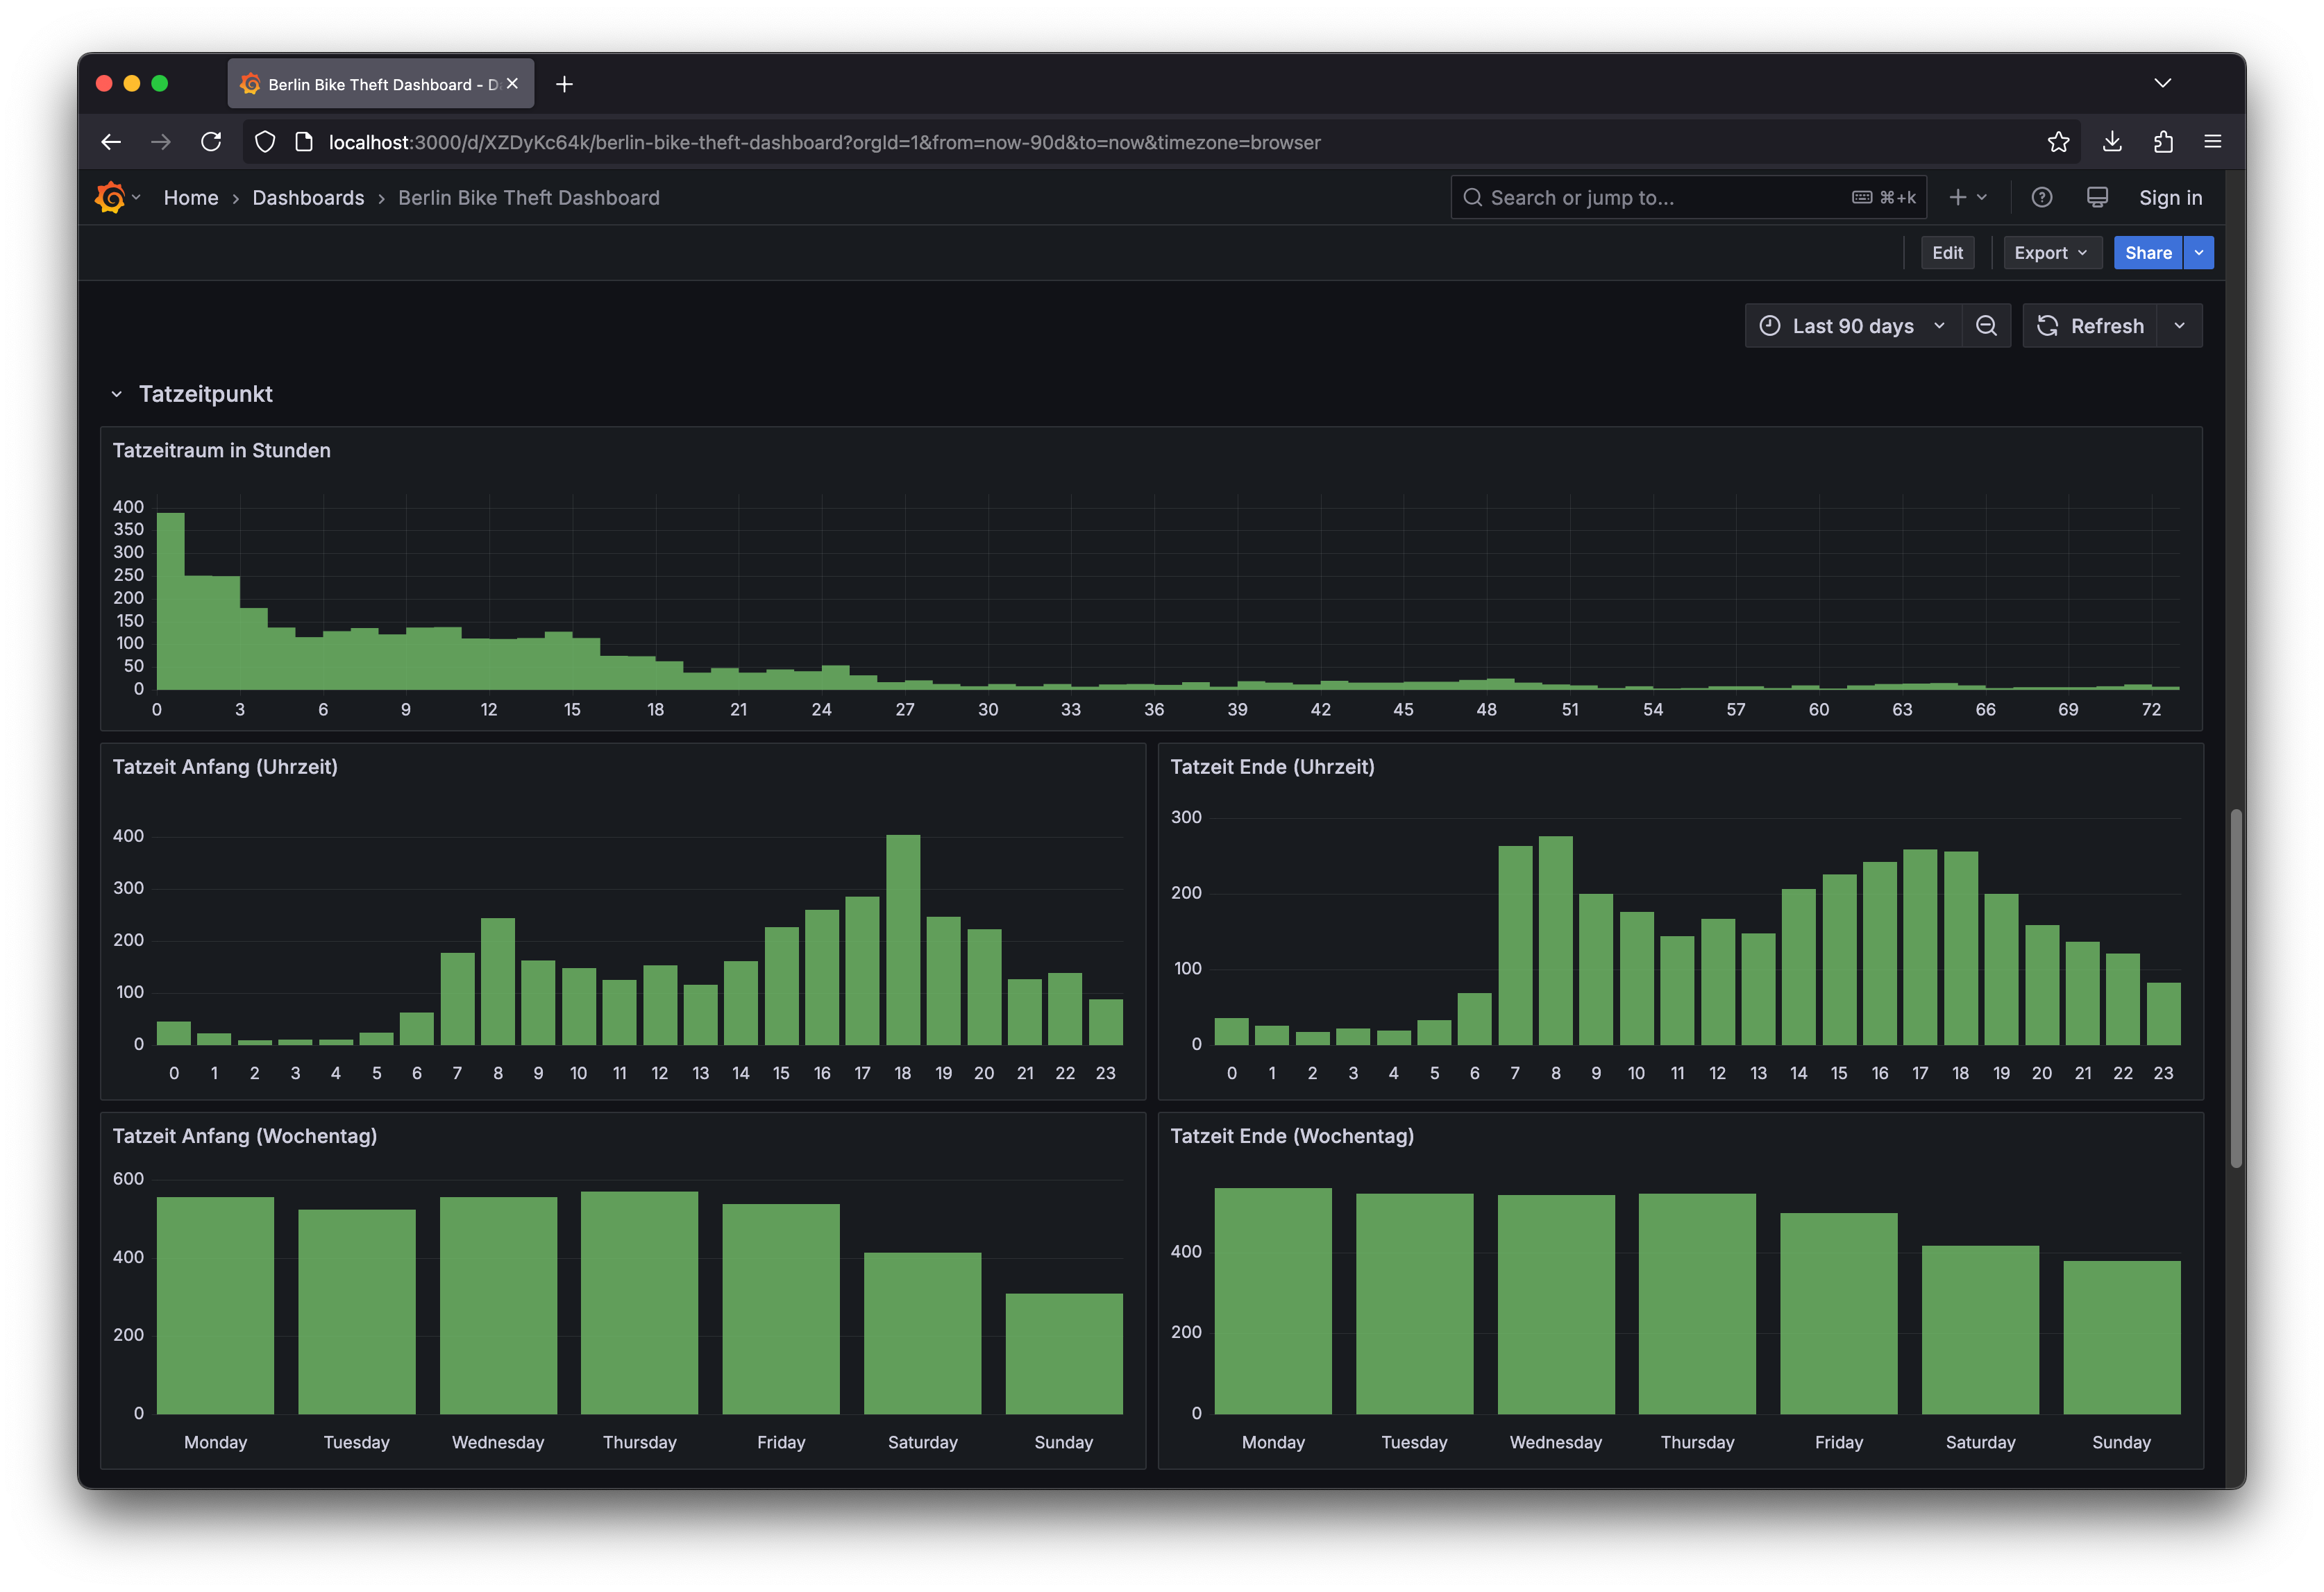 Berlin Bike Theft Dashboard - D
localhost:3000/d/XZDyKc64k/berlin-bike-theft-dashboard?orgId=1&from=now-90d&to=now&timezone=browser
Home › Dashboards › Berlin Bike Theft Dashboard
Search or jump to...
⌘+k
Sign in
Edit
Export
Share
Last 90 days
Refresh
Tatzeitpunkt
Tatzeitraum in Stunden
400
350
300
250
200
150
100
50
0
0 3 6 9 12 15 18 21 24 27 30 33 36 39 42 45 48 51 54 57 60 63 66 69 72
Tatzeit Anfang (Uhrzeit)
400
300
200
100
0
0 1 2 3 4 5 6 7 8 9 10 11 12 13 14 15 16 17 18 19 20 21 22 23
Tatzeit Ende (Uhrzeit)
300
200
100
0
0 1 2 3 4 5 6 7 8 9 10 11 12 13 14 15 16 17 18 19 20 21 22 23
Tatzeit Anfang (Wochentag)
600
400
200
0
Monday Tuesday Wednesday Thursday Friday Saturday Sunday
Tatzeit Ende (Wochentag)
400
200
0
Monday Tuesday Wednesday Thursday Friday Saturday Sunday